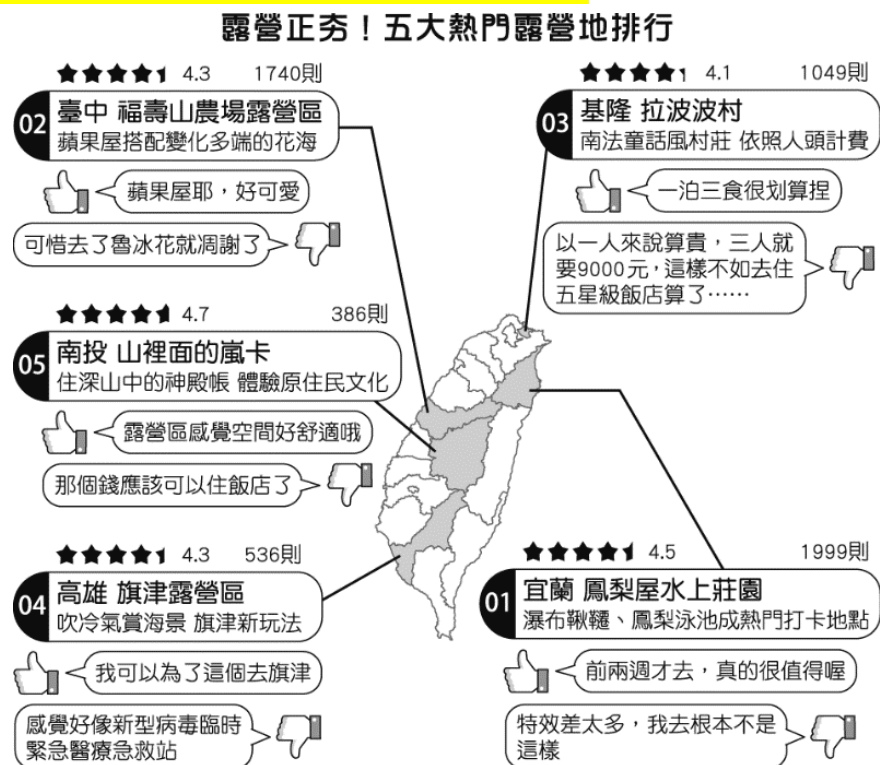 露營正夯！五大熱門露營地排行
4.3 1740則
02
臺中 福壽山農場露營區
蘋果屋搭配變化多端的花海
蘋果屋耶，好可愛
可惜去了魯冰花就凋謝了
4.1 1049則
03
基隆 拉波波村
南法童話風村莊 依照人頭計費
一泊三食很划算捏
以一人來說算貴，三人就
要9000元，這樣不如去住
五星級飯店算了……
4.7 386則
05
南投 山裡面的嵐卡
住深山中的神殿帳 體驗原住民文化
露營區感覺空間好舒適哦
那個錢應該可以住飯店了
4.3 536則
04
高雄 旗津露營區
吹冷氣賞海景 旗津新玩法
我可以為了這個去旗津
感覺好像新型病毒臨時
緊急醫療急救站
4.5 1999則
01
宜蘭 鳳梨屋水上莊園
瀑布鞦韆、鳳梨泳池成熱門打卡地點
前兩週才去，真的很值得喔
特效差太多，我去根本不是
這樣